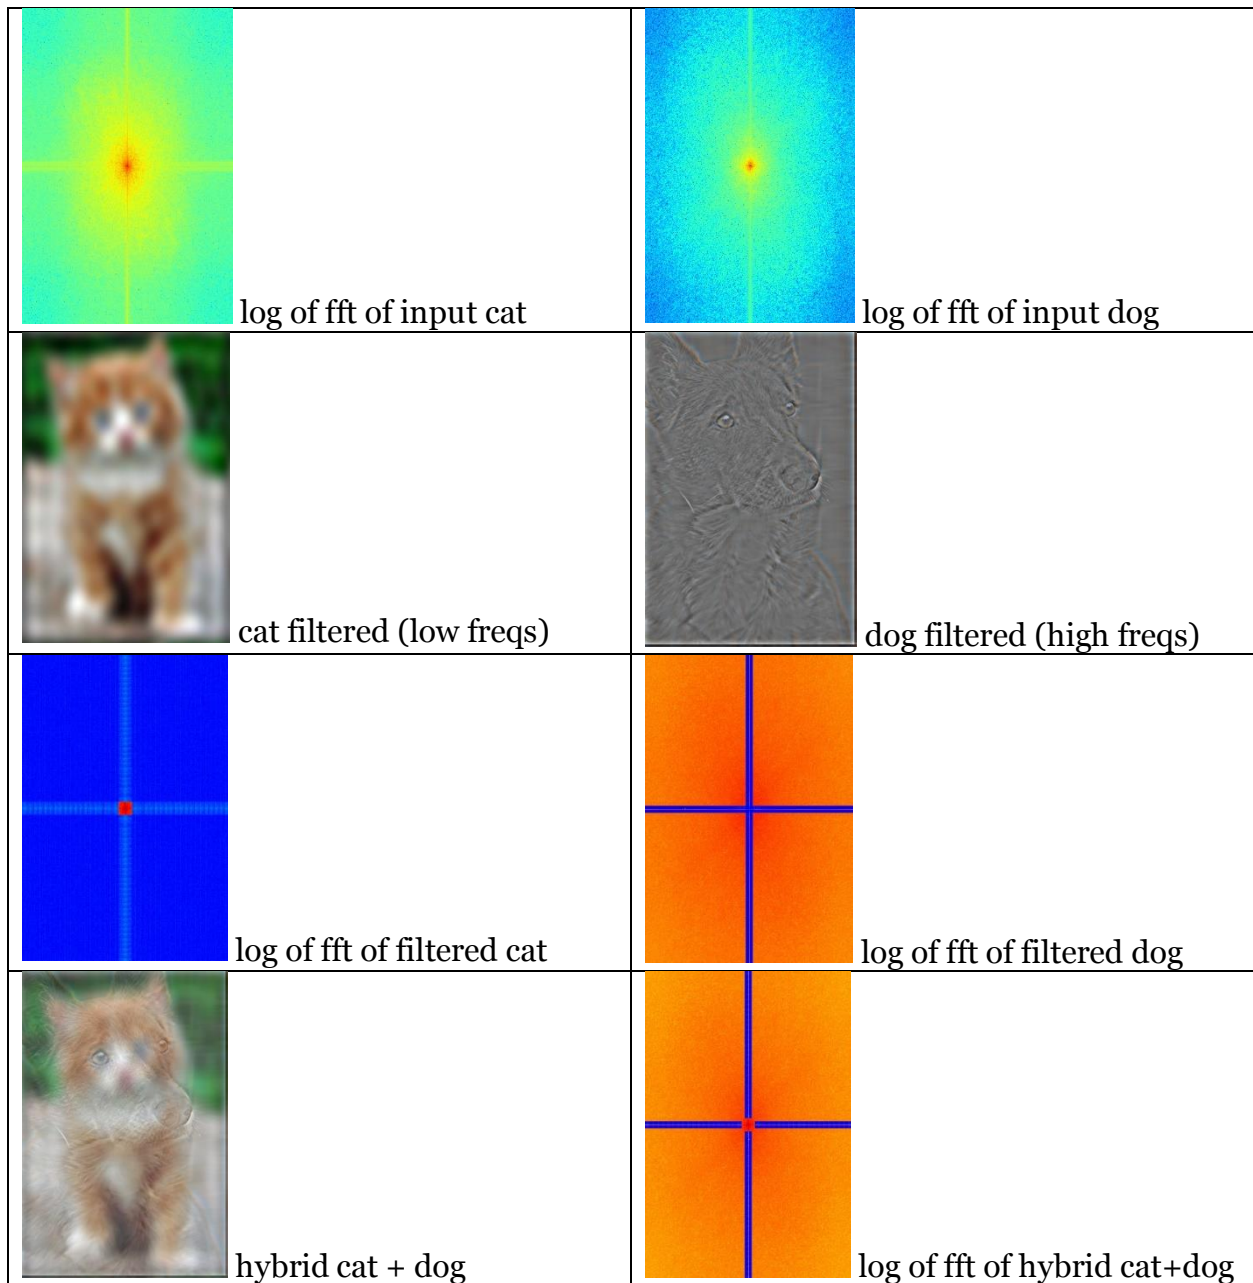 log of fft of input cat
log of fft of input dog
cat filtered (low freqs)
dog filtered (high freqs)
log of fft of filtered cat
log of fft of filtered dog
hybrid cat + dog
log of fft of hybrid cat+dog